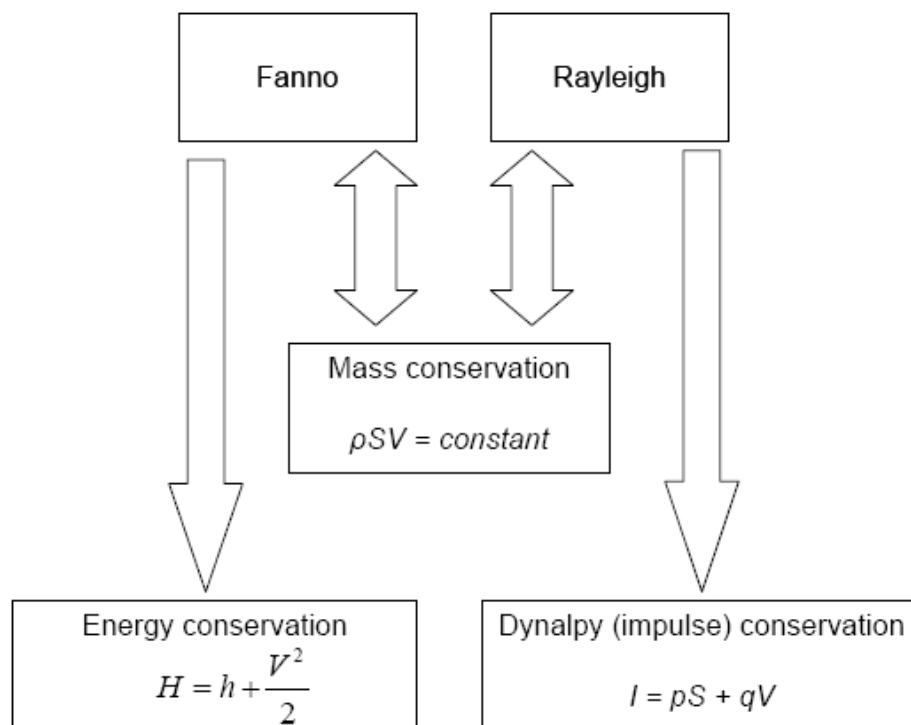 Fanno
Rayleigh
Mass conservation
ρSV = constant
Energy conservation
H = h + V²/2
Dynalpy (impulse) conservation
I = pS + qV